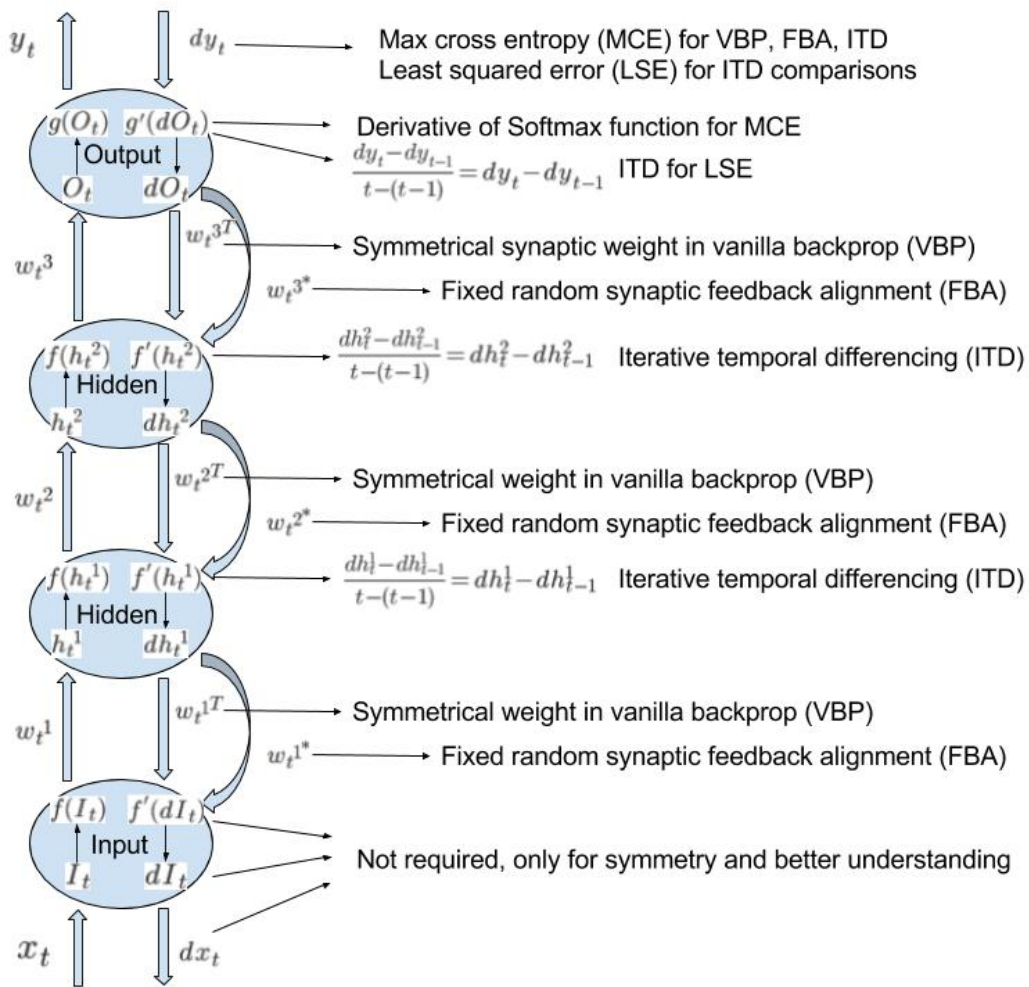 y_t dy_t Max cross entropy (MCE) for VBP, FBA, ITD
Least squared error (LSE) for ITD comparisons
g(O_t) g'(dO_t) Derivative of Softmax function for MCE
Output
\frac{dy_t - dy_{t-1}}{t-(t-1)} = dy_t - dy_{t-1} ITD for LSE
O_t dO_t
w_t^3 w_t^{3^T} Symmetrical synaptic weight in vanilla backprop (VBP)
w_t^{3*} Fixed random synaptic feedback alignment (FBA)
f(h_t^2) f'(h_t^2) \frac{dh_t^2 - dh_{t-1}^2}{t-(t-1)} = dh_t^2 - dh_{t-1}^2 Iterative temporal differencing (ITD)
Hidden
h_t^2 dh_t^2
w_t^2 w_t^{2^T} Symmetrical weight in vanilla backprop (VBP)
w_t^{2*} Fixed random synaptic feedback alignment (FBA)
f(h_t^1) f'(h_t^1) \frac{dh_t^1 - dh_{t-1}^1}{t-(t-1)} = dh_t^1 - dh_{t-1}^1 Iterative temporal differencing (ITD)
Hidden
h_t^1 dh_t^1
w_t^1 w_t^{1^T} Symmetrical weight in vanilla backprop (VBP)
w_t^{1*} Fixed random synaptic feedback alignment (FBA)
f(I_t) f'(dI_t)
Input
I_t dI_t Not required, only for symmetry and better understanding
x_t dx_t